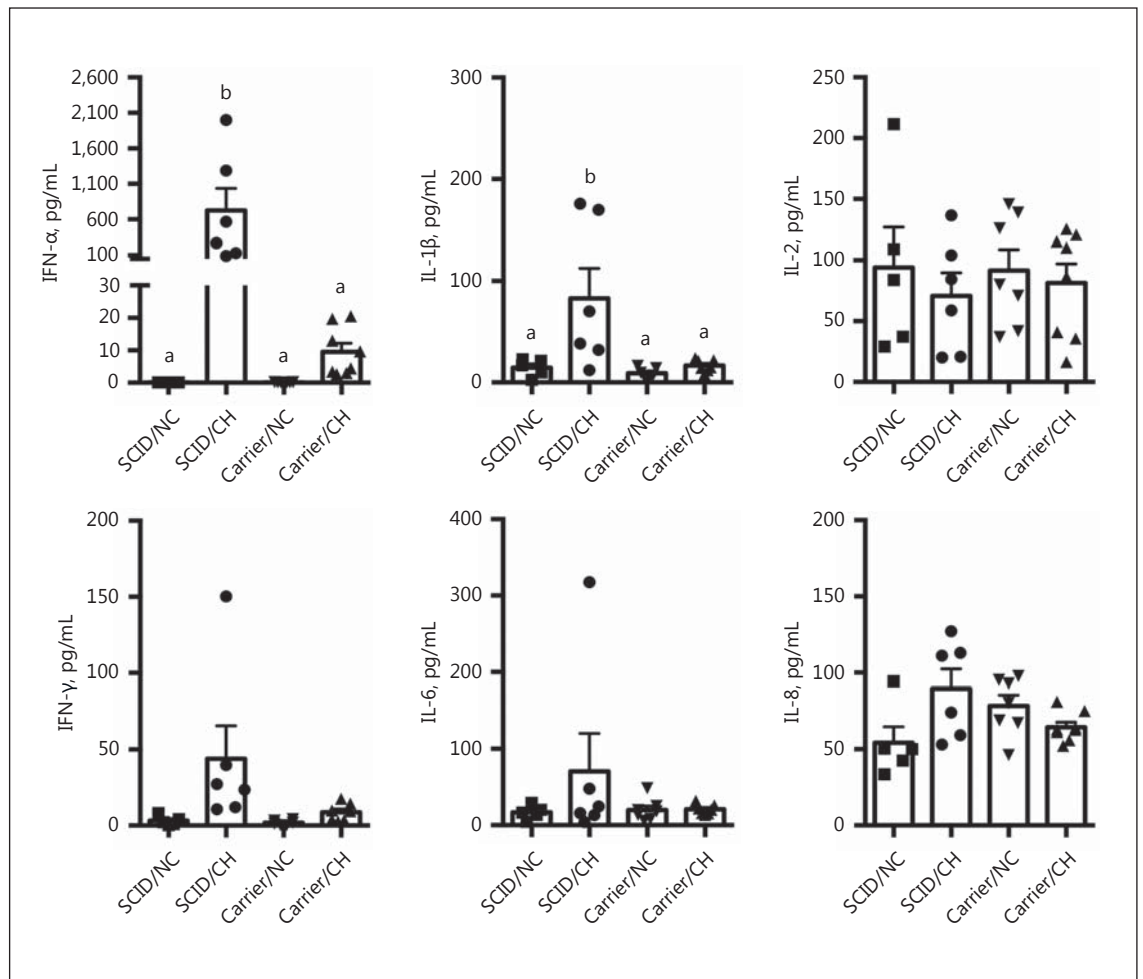 IFN-α, pg/mL
2,600
2,100
1,600
1,100
600
100
30
20
10
0
a
b
a
a
SCID/NC
SCID/CH
Carrier/NC
Carrier/CH
IL-1β, pg/mL
300
200
100
0
a
b
a
a
SCID/NC
SCID/CH
Carrier/NC
Carrier/CH
IL-2, pg/mL
250
200
150
100
50
0
SCID/NC
SCID/CH
Carrier/NC
Carrier/CH
IFN-γ, pg/mL
200
150
100
50
0
SCID/NC
SCID/CH
Carrier/NC
Carrier/CH
IL-6, pg/mL
400
300
200
100
0
SCID/NC
SCID/CH
Carrier/NC
Carrier/CH
IL-8, pg/mL
200
150
100
50
0
SCID/NC
SCID/CH
Carrier/NC
Carrier/CH